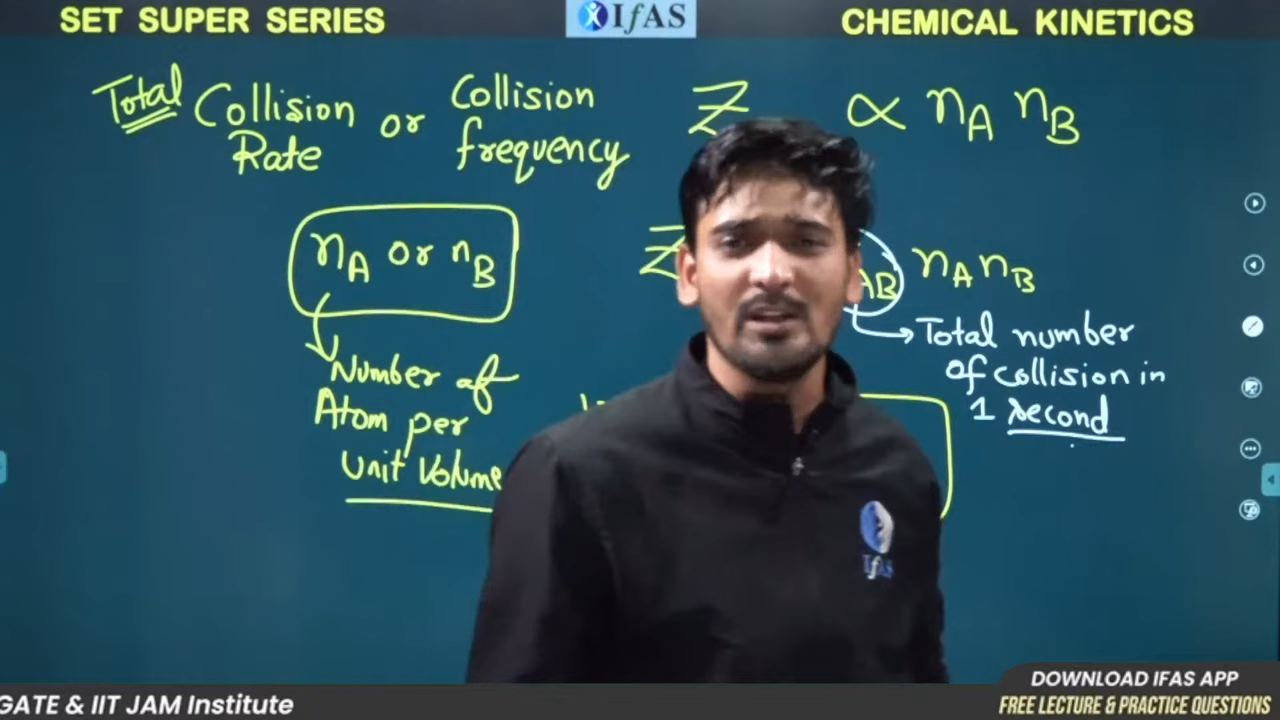 SET SUPER SERIES
IfAS
CHEMICAL KINETICS
Total Collision Rate or Collision frequency Z ∝ nA nB
nA or nB
Z AB nA nB
Number of
Atom per
unit volume
Total number
of collision in
1 second
IfAS
DOWNLOAD IFAS APP
GATE & IIT JAM Institute
FREE LECTURE & PRACTICE QUESTIONS